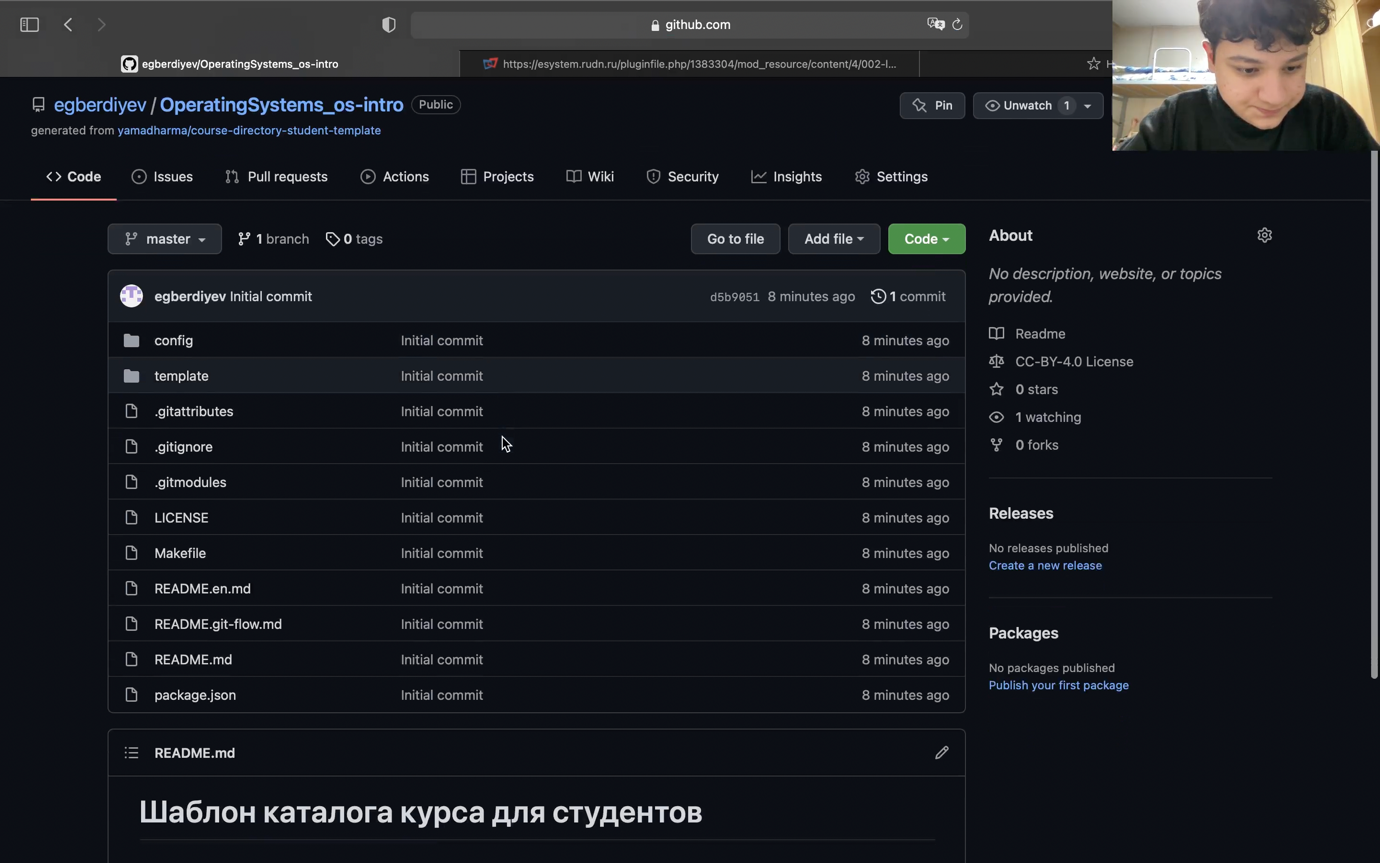 github.com
egberdiyev/OperatingSystems_os-intro
https://esystem.rudn.ru/pluginfile.php/1383304/mod_resource/content/4/002-l...
egberdiyev / OperatingSystems_os-intro Public
Pin
Unwatch 1
generated from yamadharma/course-directory-student-template
Code Issues Pull requests Actions Projects Wiki Security Insights Settings
master 1 branch 0 tags Go to file Add file Code
egberdiyev Initial commit d5b9051 8 minutes ago 1 commit
config Initial commit 8 minutes ago
template Initial commit 8 minutes ago
.gitattributes Initial commit 8 minutes ago
.gitignore Initial commit 8 minutes ago
.gitmodules Initial commit 8 minutes ago
LICENSE Initial commit 8 minutes ago
Makefile Initial commit 8 minutes ago
README.en.md Initial commit 8 minutes ago
README.git-flow.md Initial commit 8 minutes ago
README.md Initial commit 8 minutes ago
package.json Initial commit 8 minutes ago
README.md
Шаблон каталога курса для студентов
About
No description, website, or topics
provided.
Readme
CC-BY-4.0 License
0 stars
1 watching
0 forks
Releases
No releases published
Create a new release
Packages
No packages published
Publish your first package